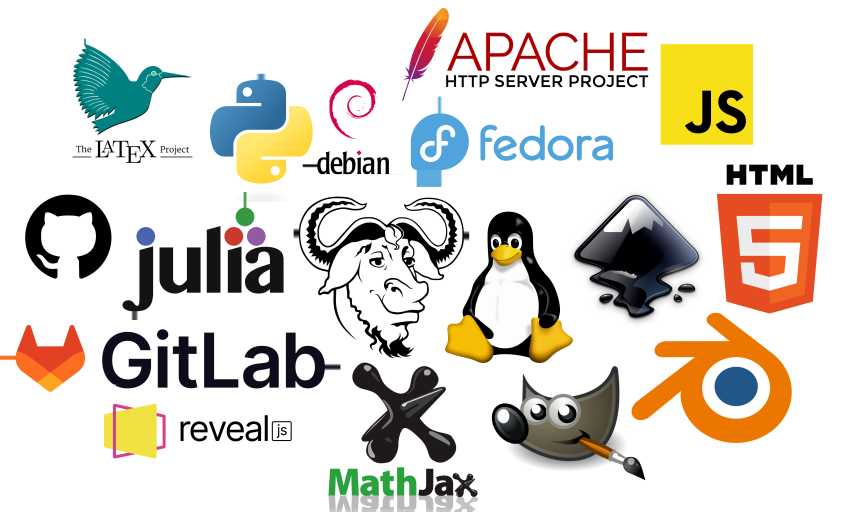 APACHE
HTTP SERVER PROJECT
JS
The LATEX Project
debian
fedora
HTML
5
julia
GitLab
reveal js
MathJax